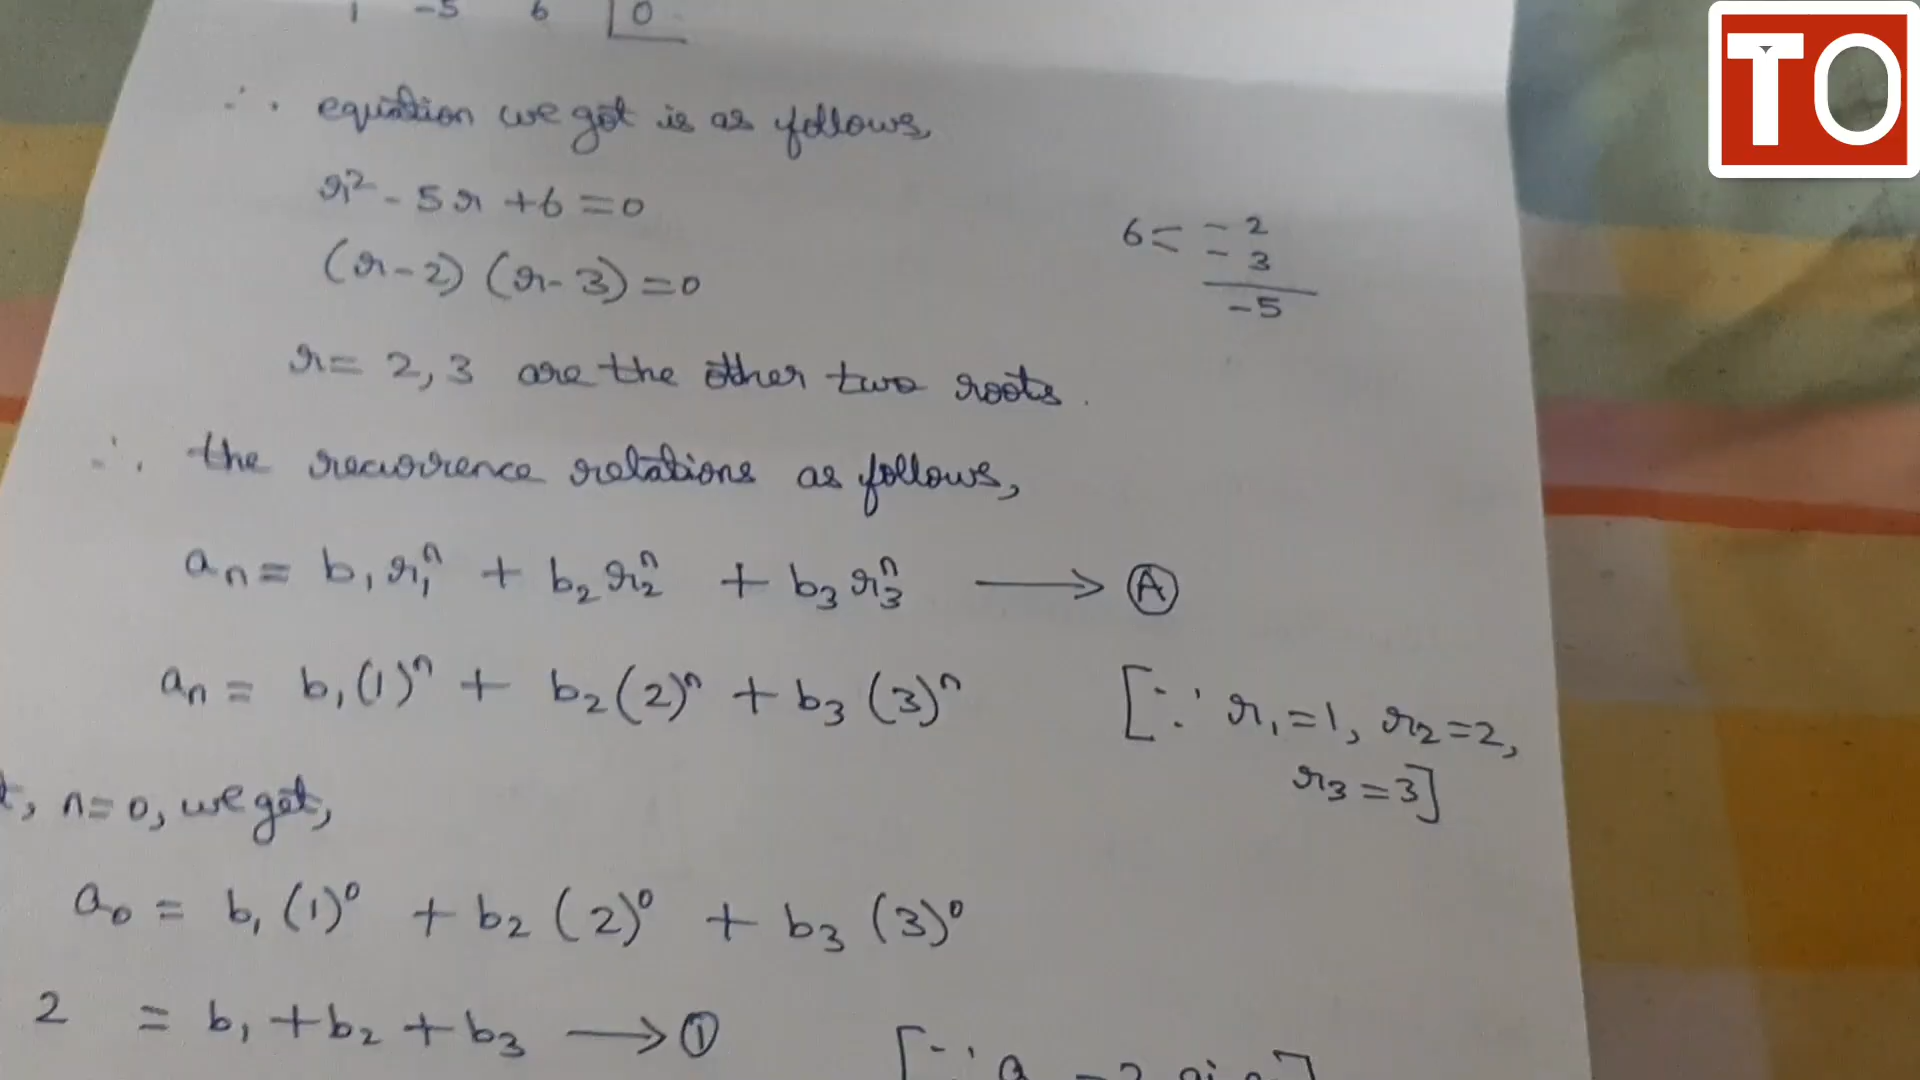 TO
1 -5 6 | 0
∴ equation we got is as follows,
r² - 5r + 6 = 0
6 < - 2
- 3
-5
(r-2) (r-3) = 0
r = 2, 3 are the other two roots.
∴ the recurrence relations as follows,
aₙ = b₁r₁ⁿ + b₂r₂ⁿ + b₃r₃ⁿ ⟶ Ⓐ
aₙ = b₁(1)ⁿ + b₂(2)ⁿ + b₃(3)ⁿ [∵ r₁=1, r₂=2,
r₃=3]
n=0, we get,
a₀ = b₁(1)⁰ + b₂(2)⁰ + b₃(3)⁰
2 = b₁ + b₂ + b₃ ⟶ ①